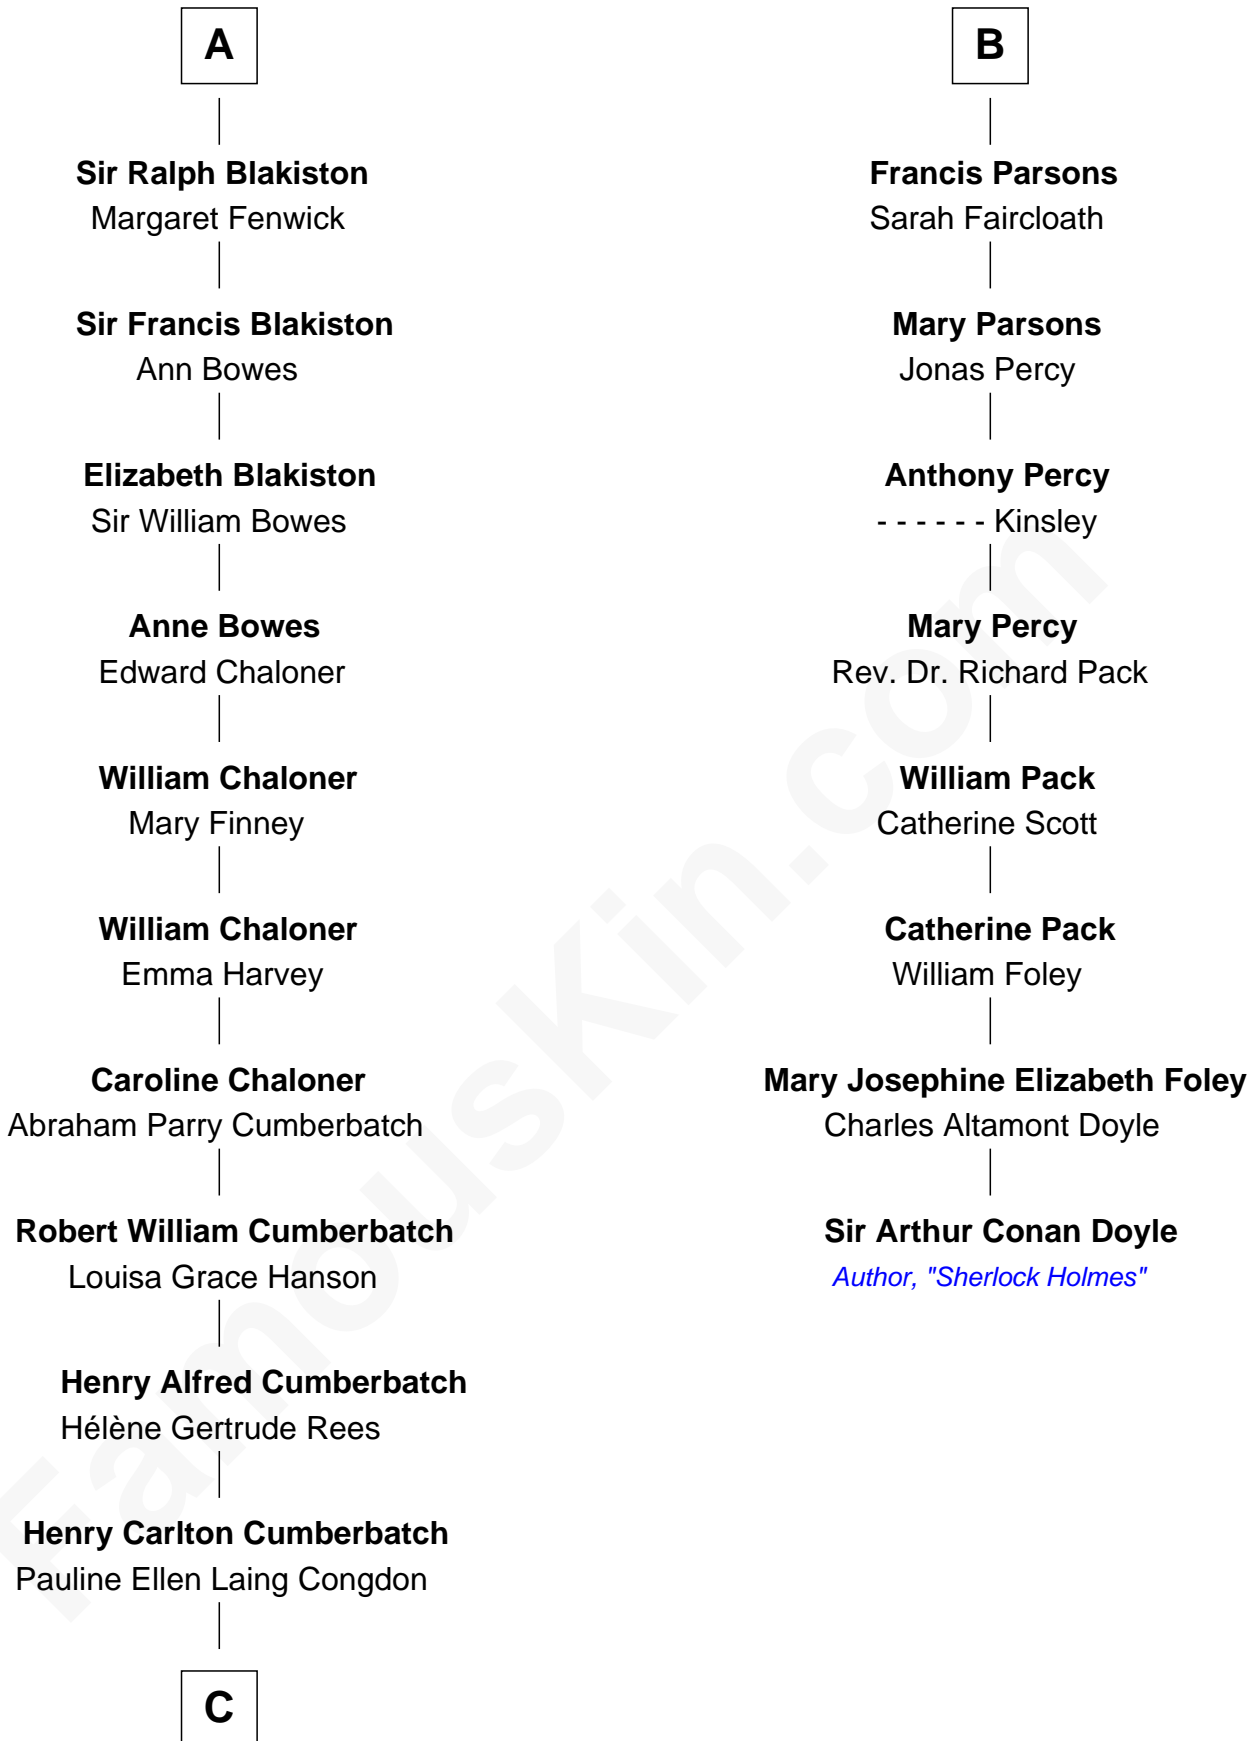 A
Sir Ralph Blakiston
Margaret Fenwick
Sir Francis Blakiston
Ann Bowes
Elizabeth Blakiston
Sir William Bowes
Anne Bowes
Edward Chaloner
William Chaloner
Mary Finney
William Chaloner
Emma Harvey
Caroline Chaloner
Abraham Parry Cumberbatch
Robert William Cumberbatch
Louisa Grace Hanson
Henry Alfred Cumberbatch
Hélène Gertrude Rees
Henry Carlton Cumberbatch
Pauline Ellen Laing Congdon
C
B
Francis Parsons
Sarah Faircloath
Mary Parsons
Jonas Percy
Anthony Percy
- - - - - - Kinsley
Mary Percy
Rev. Dr. Richard Pack
William Pack
Catherine Scott
Catherine Pack
William Foley
Mary Josephine Elizabeth Foley
Charles Altamont Doyle
Sir Arthur Conan Doyle
Author, "Sherlock Holmes"
FamousKin.com